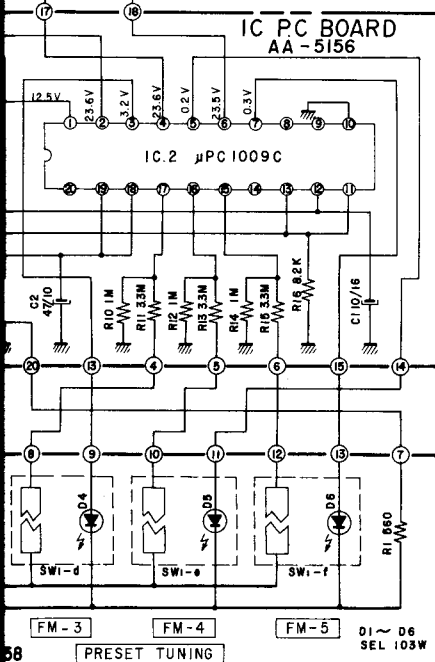 17 18 IC P.C BOARD
AA-5156
12.5V 23.6V 3.2V 23.6V 0.2V 23.5V 0.3V
1 2 3 4 5 6 7 8 9 10
IC.2 μPC1009C
20 19 18 17 16 15 14 13 12 11
C2
47/10
R10 1M
R11 3.3M
R12 1M
R13 3.3M
R14 1M
R15 3.3M
R16 8.2K
C1 10/16
20 13 4 5 6 15 14
8 9 10 11 12 13 7
D4 D5 D6
R1 560
SW1-d SW1-e SW1-f
FM-3 FM-4 FM-5
D1~D6
SEL 103W
58 PRESET TUNING